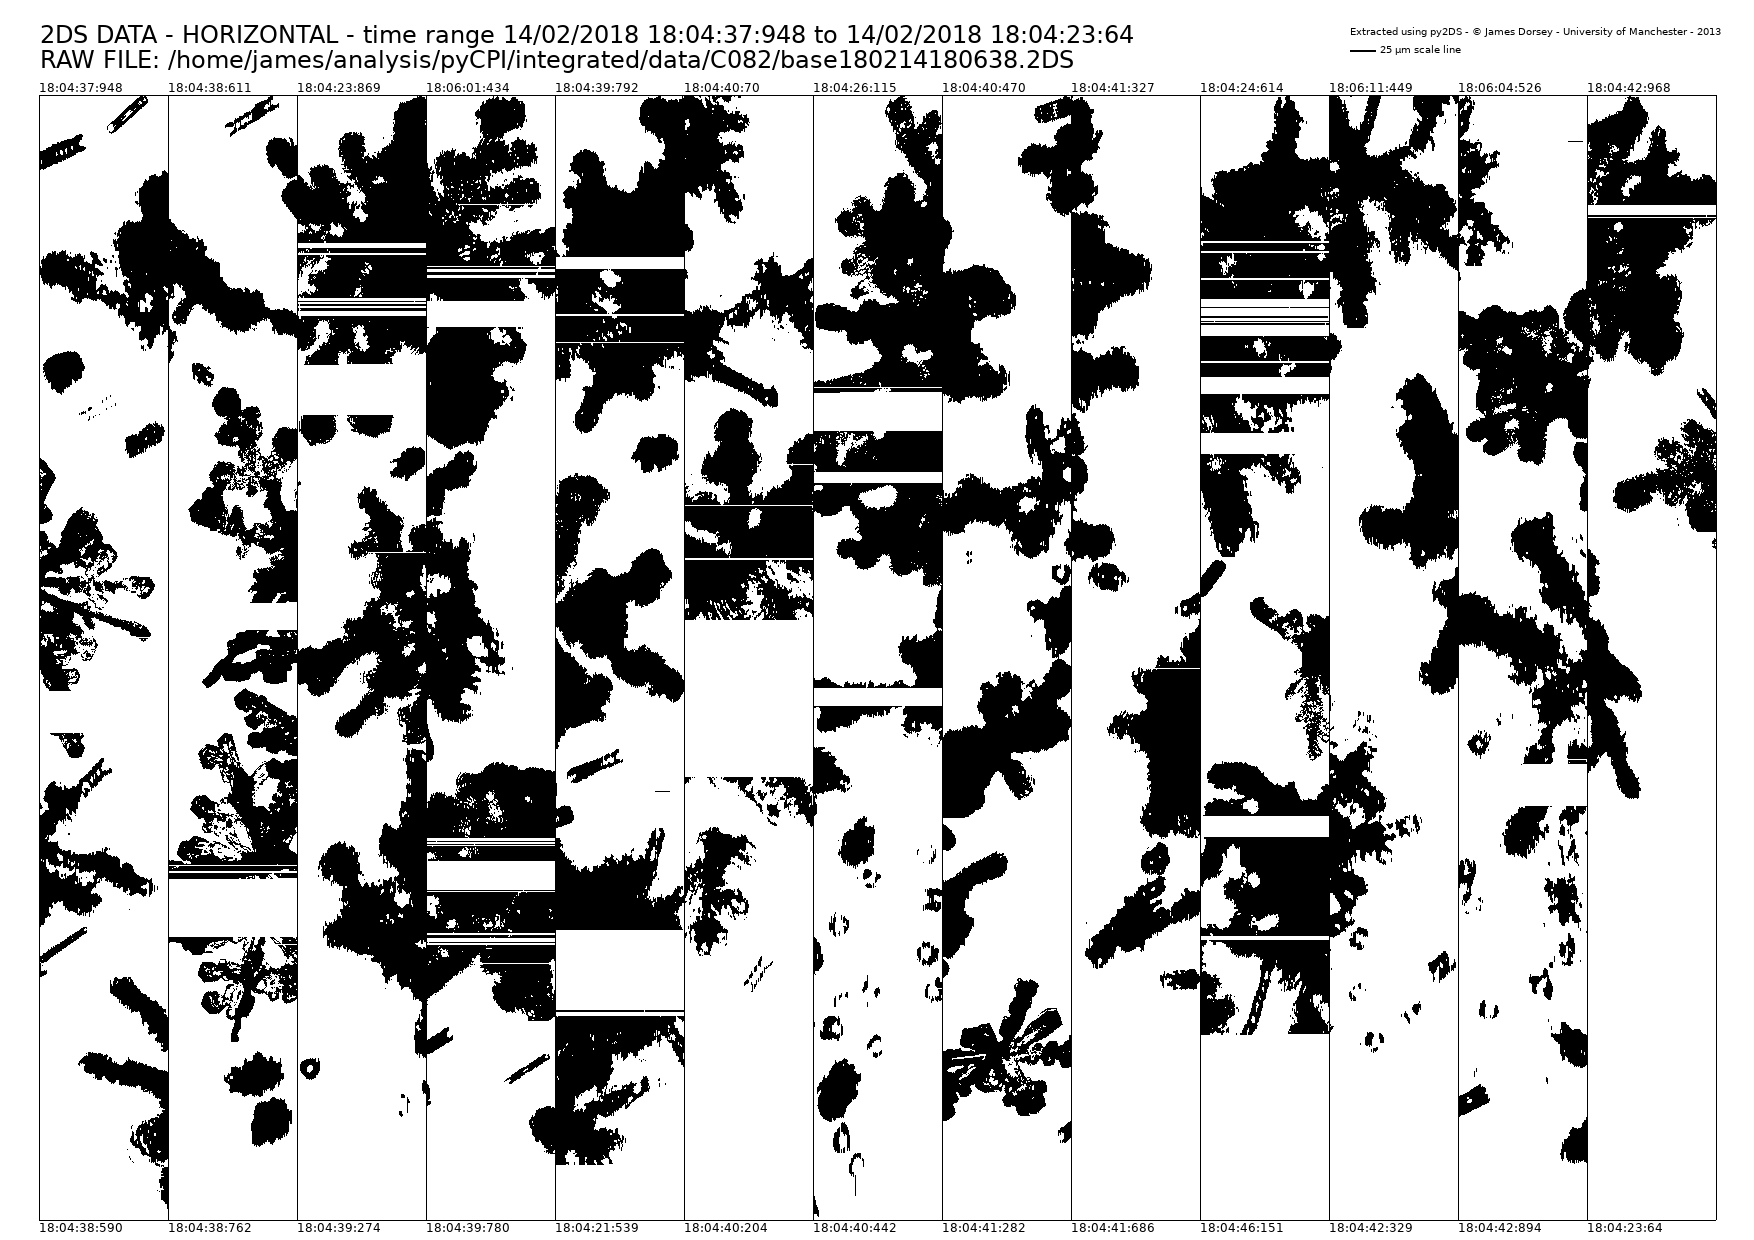 2DS DATA - HORIZONTAL - time range 14/02/2018 18:04:37:948 to 14/02/2018 18:04:23:64
RAW FILE: /home/james/analysis/pyCPI/integrated/data/C082/base180214180638.2DS
Extracted using py2DS - © James Dorsey - University of Manchester - 2013
25 μm scale line
18:04:37:948 18:04:38:611 18:04:23:869 18:06:01:434 18:04:39:792 18:04:40:70 18:04:26:115 18:04:40:470 18:04:41:327 18:04:24:614 18:06:11:449 18:06:04:526 18:04:42:968
18:04:38:590 18:04:38:762 18:04:39:274 18:04:39:780 18:04:21:539 18:04:40:204 18:04:40:442 18:04:41:282 18:04:41:686 18:04:46:151 18:04:42:329 18:04:42:894 18:04:23:64